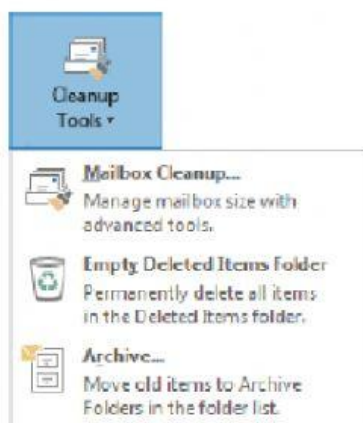 Cleanup
Tools
Mailbox Cleanup...
Manage mailbox size with
advanced tools.
Empty Deleted Items Folder
Permanently delete all items
in the Deleted Items folder.
Archive...
Move old items to Archive
Folders in the folder list.